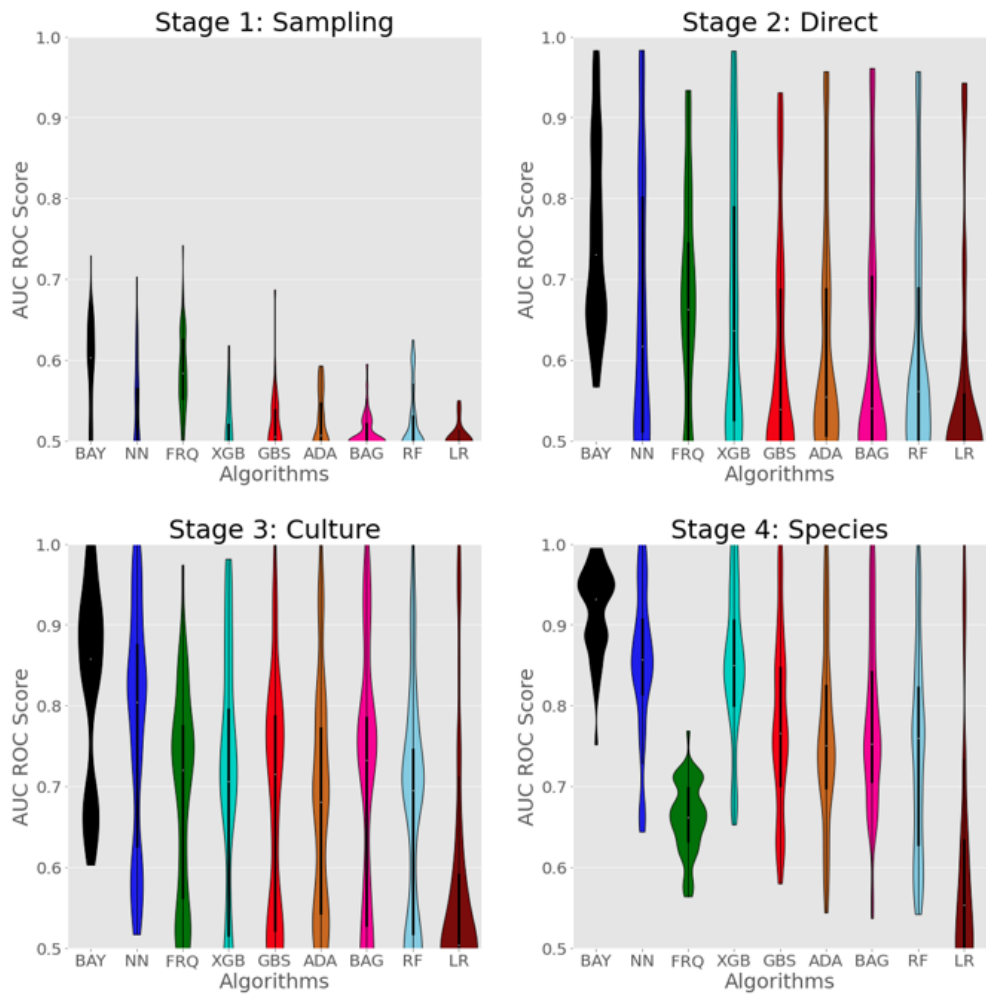 Stage 1: Sampling
1.0
0.9
0.8
0.7
0.6
0.5
AUC ROC Score
BAY NN FRQ XGB GBS ADA BAG RF LR
Algorithms
Stage 2: Direct
1.0
0.9
0.8
0.7
0.6
0.5
AUC ROC Score
BAY NN FRQ XGB GBS ADA BAG RF LR
Algorithms
Stage 3: Culture
1.0
0.9
0.8
0.7
0.6
0.5
AUC ROC Score
BAY NN FRQ XGB GBS ADA BAG RF LR
Algorithms
Stage 4: Species
1.0
0.9
0.8
0.7
0.6
0.5
AUC ROC Score
BAY NN FRQ XGB GBS ADA BAG RF LR
Algorithms